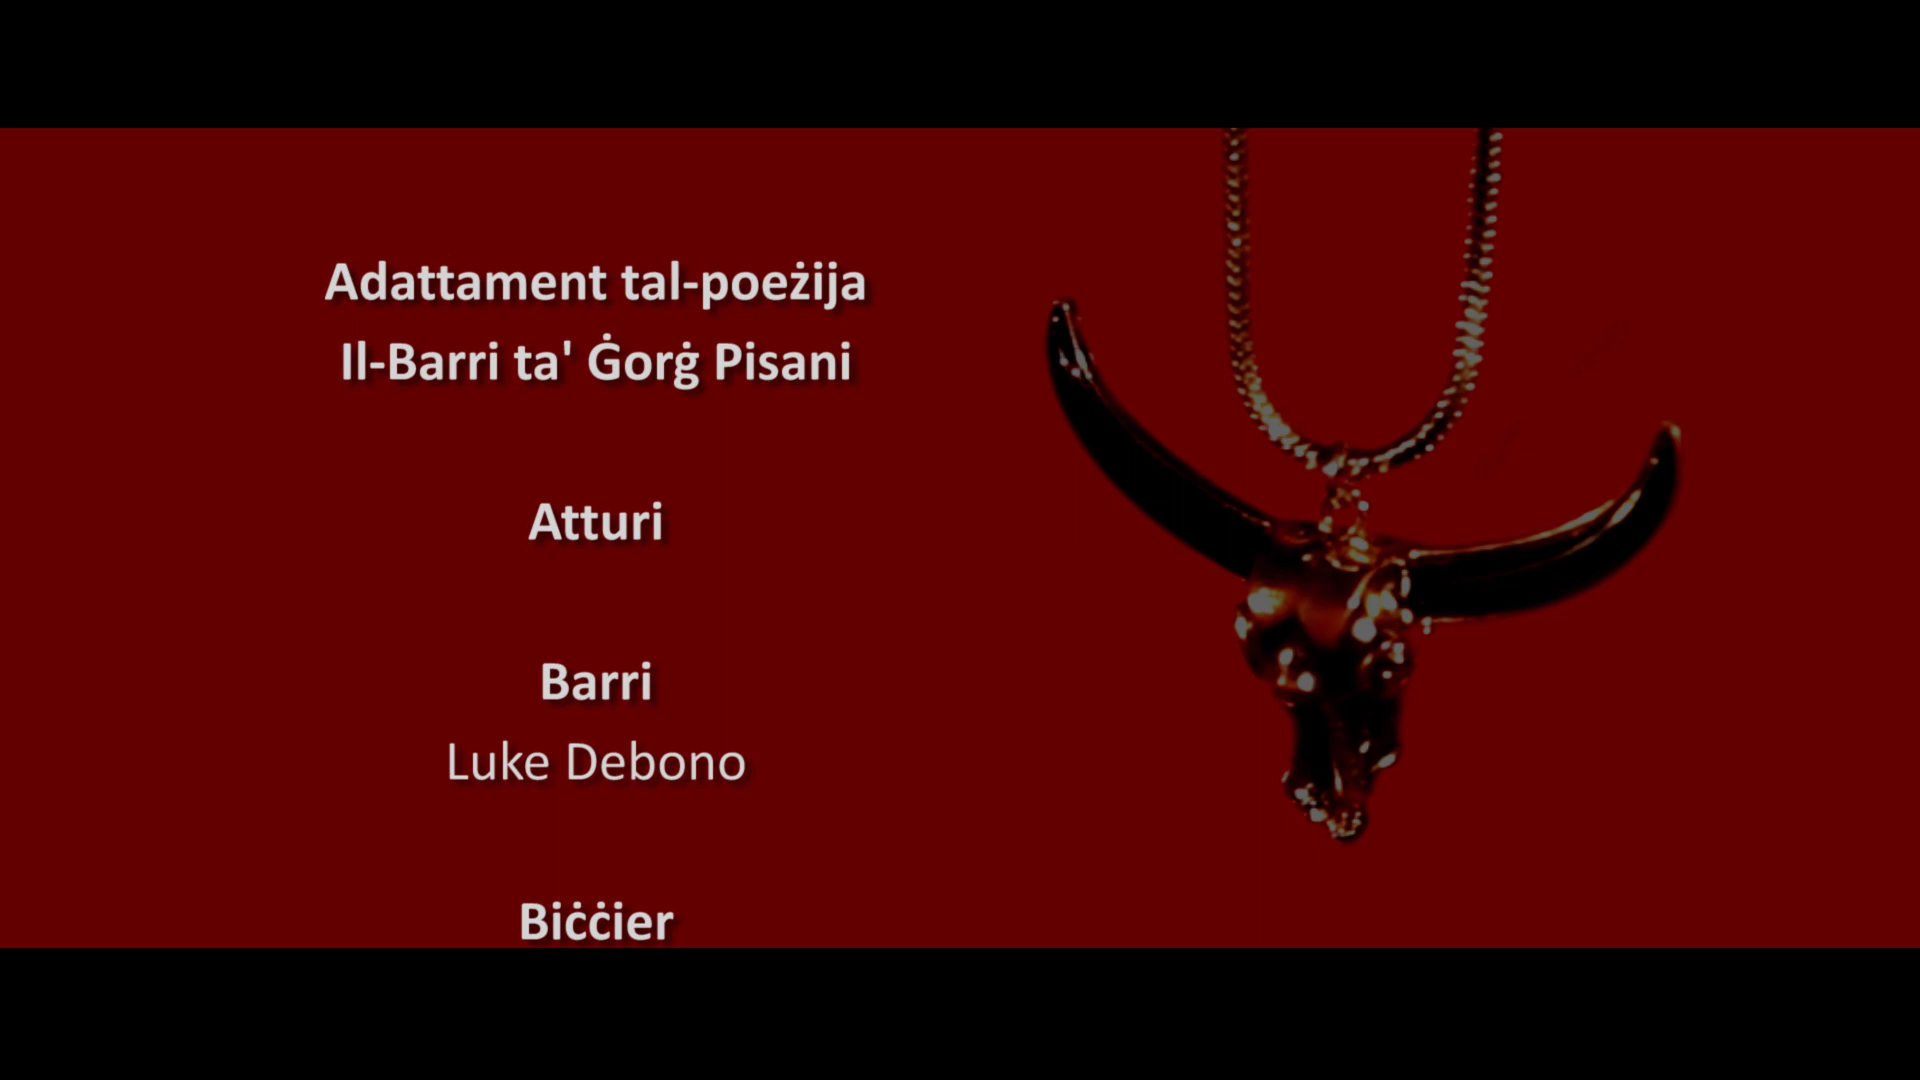 Adattament tal-poeżija
Il-Barri ta' Ġorġ Pisani
Atturi
Barri
Luke Debono
Biċċier